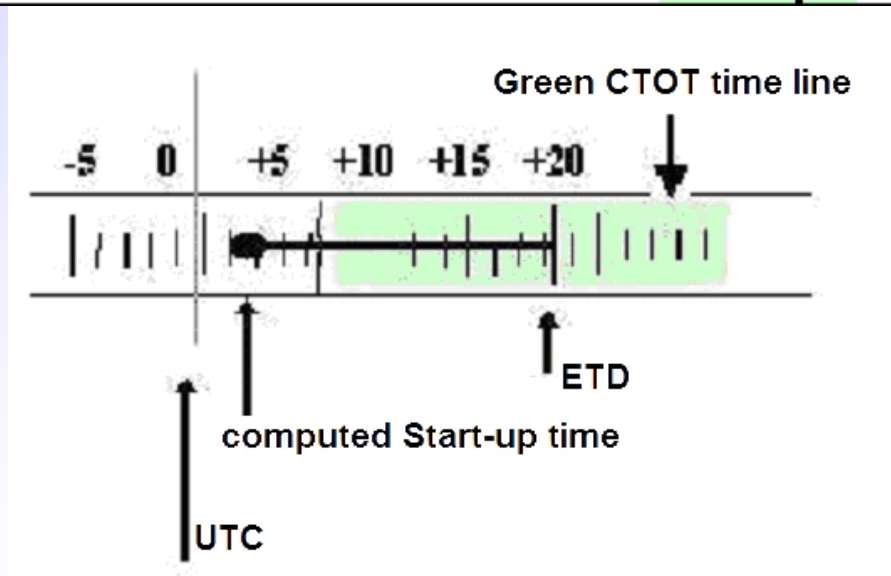 Green CTOT time line
-5 0 +5 +10 +15 +20
ETD
computed Start-up time
UTC